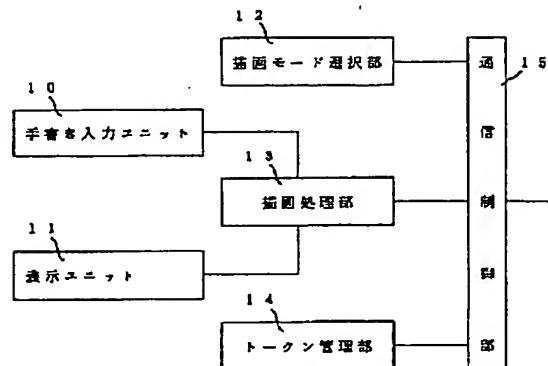 12
描画モード選択部
15
10
手書き入力ユニット
13
描画処理部
11
表示ユニット
14
トークン管理部
通信制御部